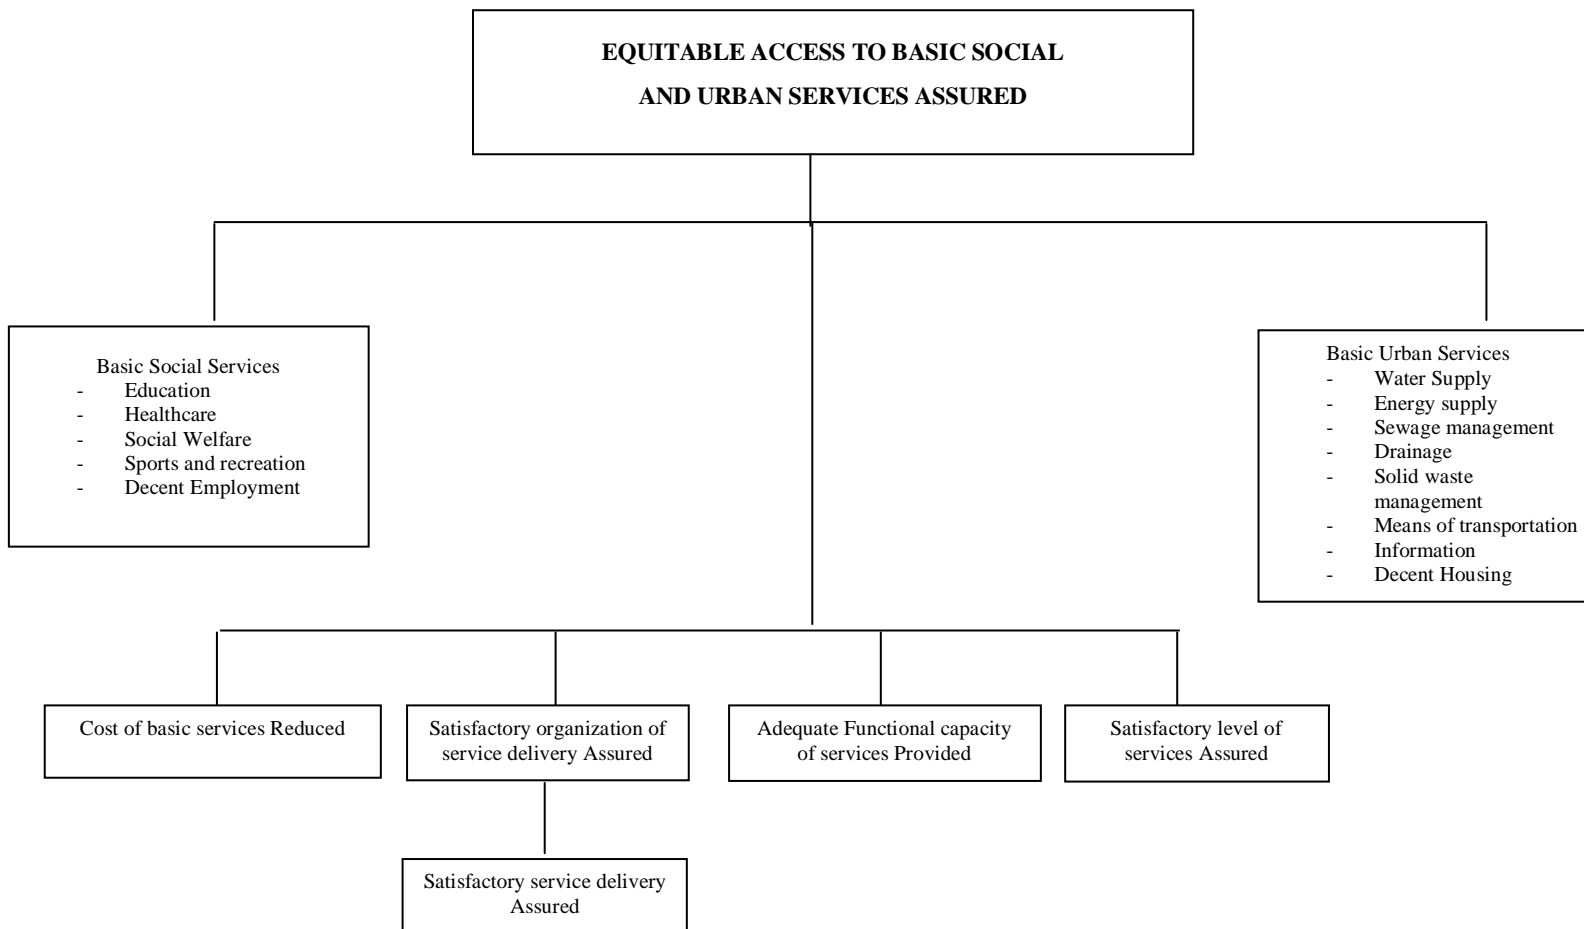 EQUITABLE ACCESS TO BASIC SOCIAL
AND URBAN SERVICES ASSURED
Basic Social Services
- Education
- Healthcare
- Social Welfare
- Sports and recreation
- Decent Employment
Basic Urban Services
- Water Supply
- Energy supply
- Sewage management
- Drainage
- Solid waste
management
- Means of transportation
- Information
- Decent Housing
Cost of basic services Reduced
Satisfactory organization of
service delivery Assured
Adequate Functional capacity
of services Provided
Satisfactory level of
services Assured
Satisfactory service delivery
Assured